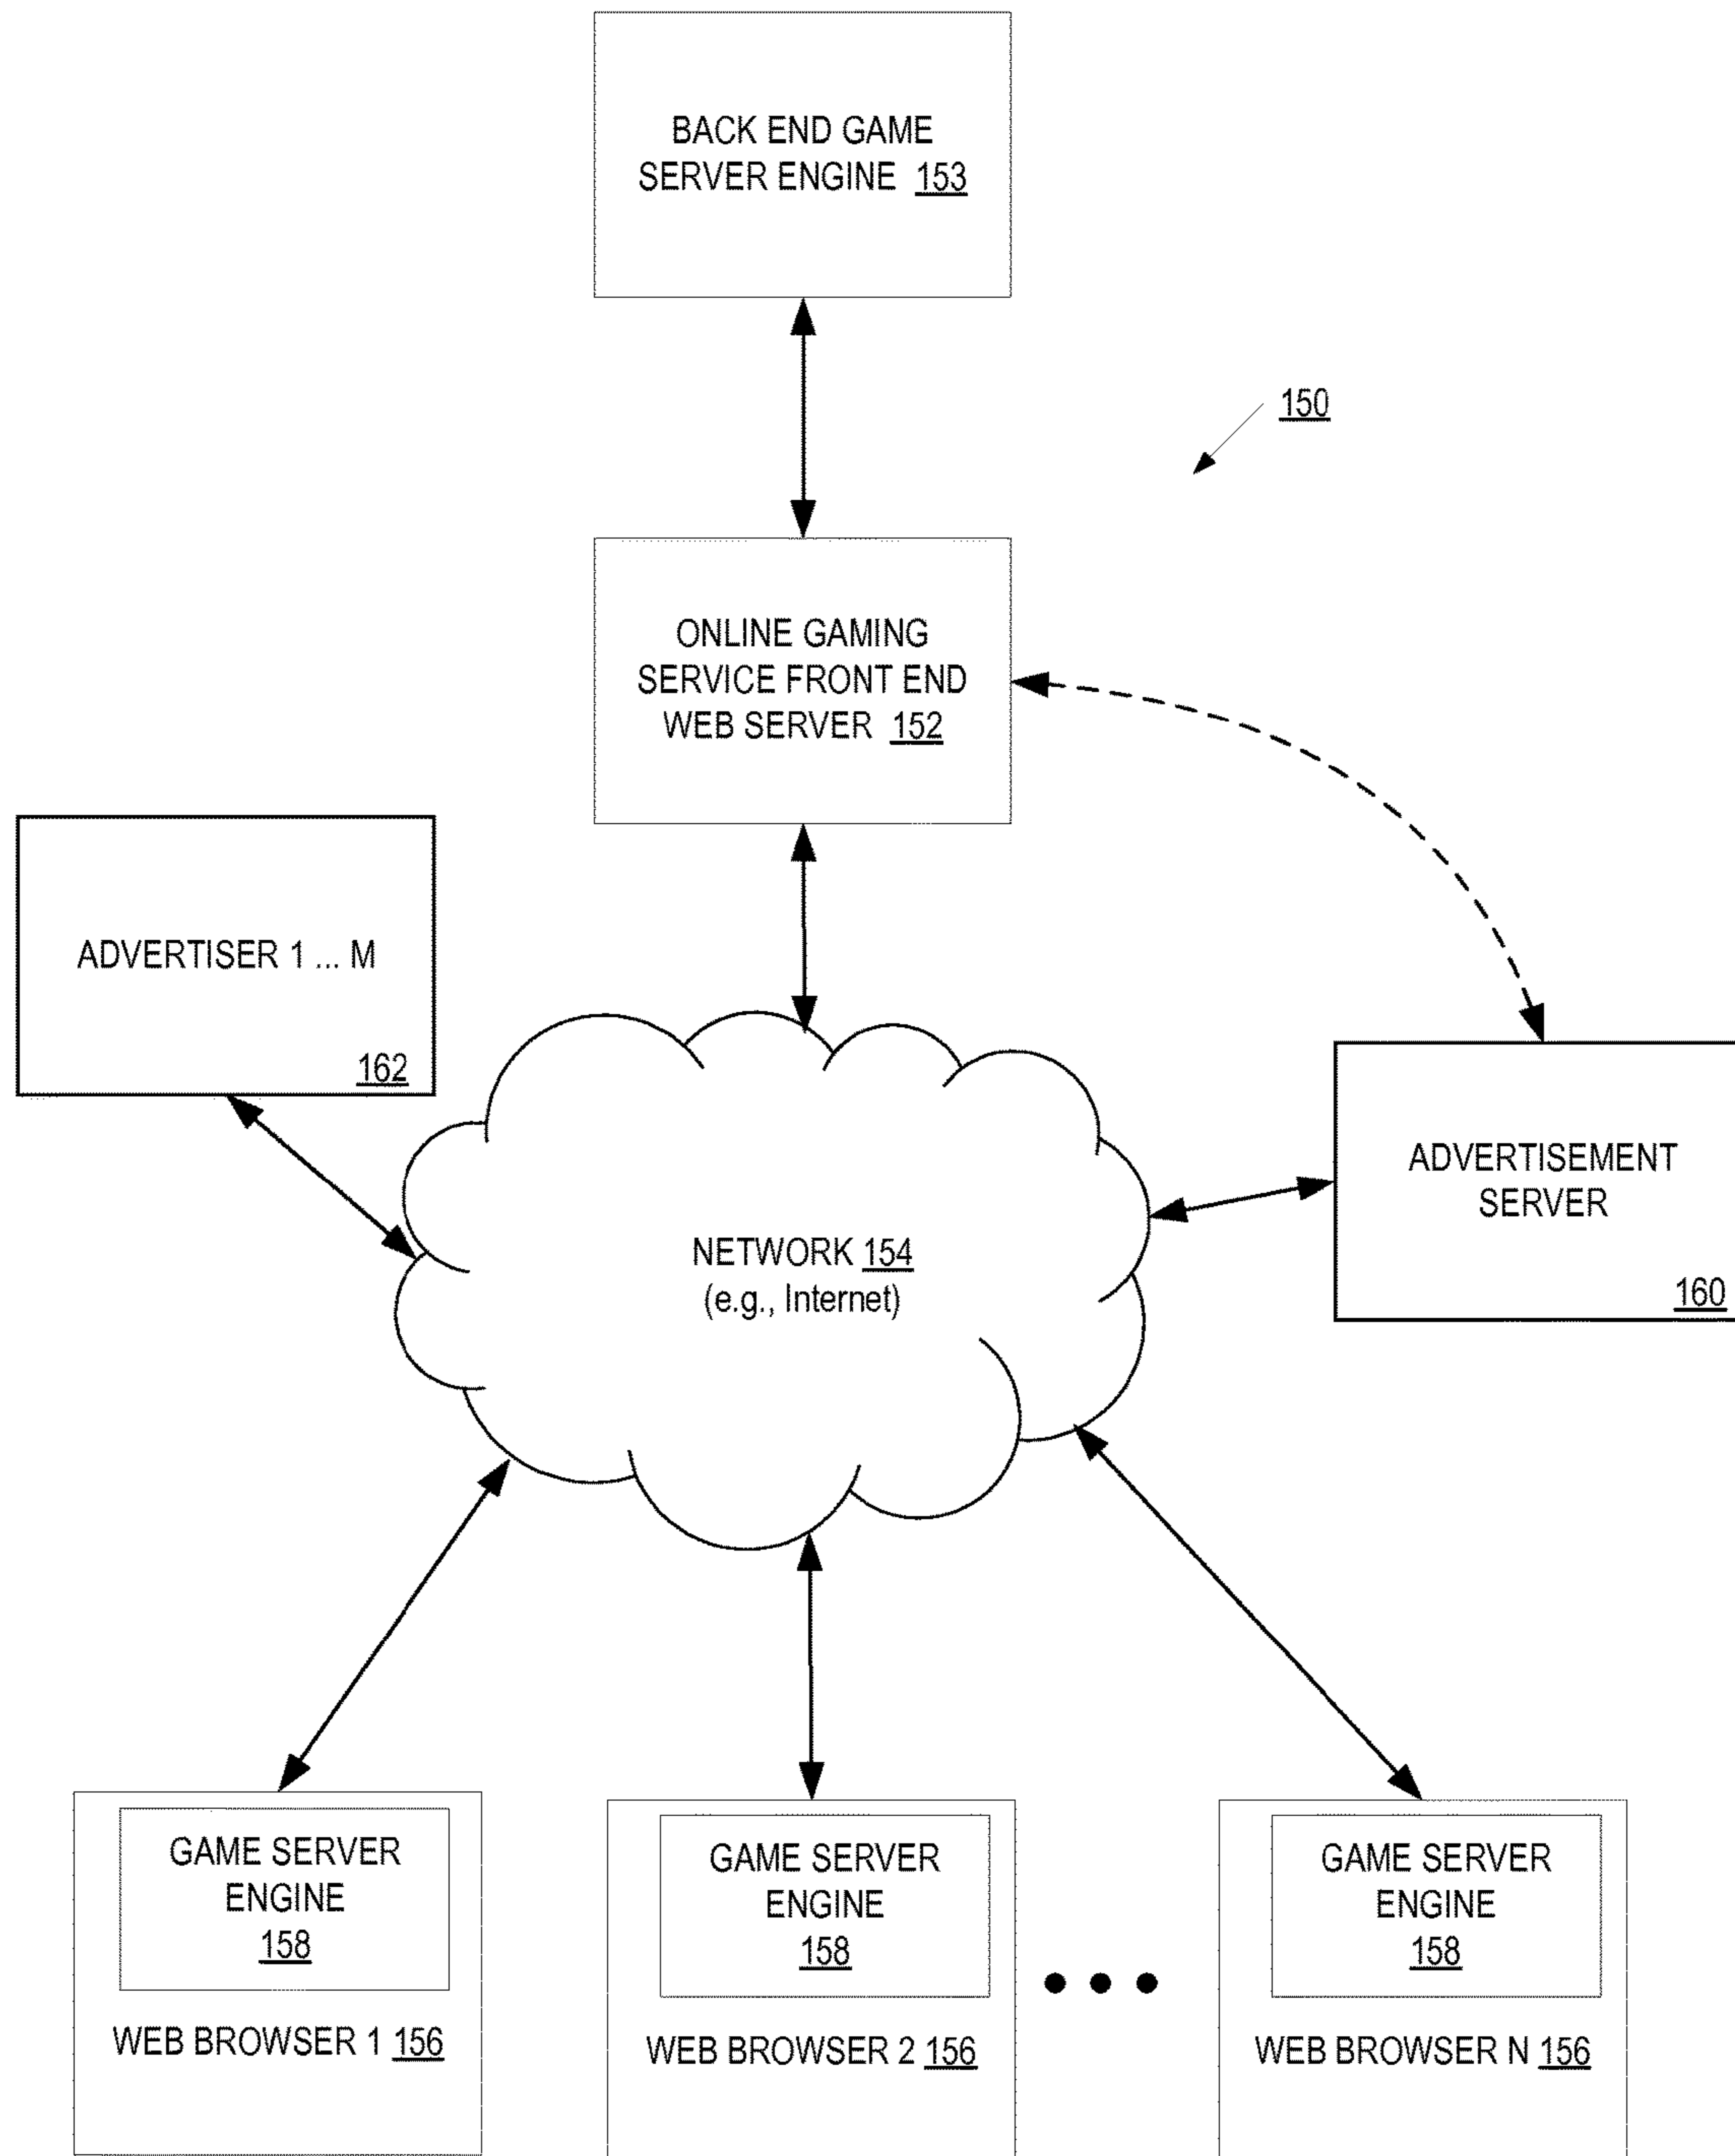 BACK END GAME
SERVER ENGINE 153
150
ONLINE GAMING
SERVICE FRONT END
WEB SERVER 152
ADVERTISER 1 ... M
162
ADVERTISEMENT
SERVER
160
NETWORK 154
(e.g., Internet)
GAME SERVER
ENGINE
158
WEB BROWSER 1 156
GAME SERVER
ENGINE
158
WEB BROWSER 2 156
GAME SERVER
ENGINE
158
WEB BROWSER N 156